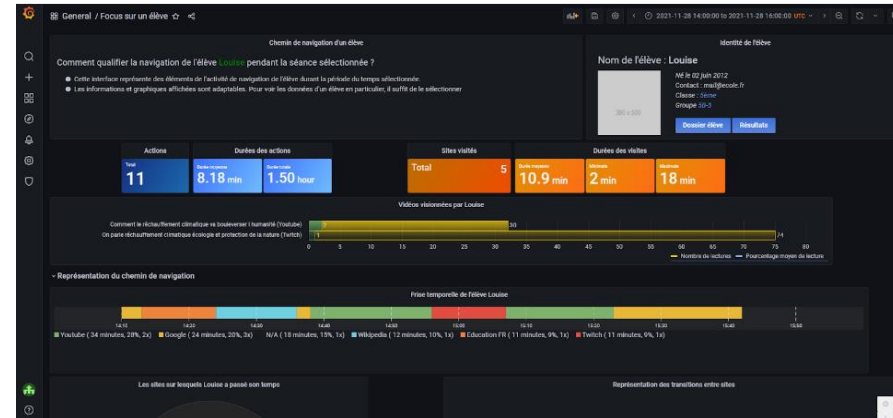 General / Focus sur un élève
2021-11-28 14:00:00 to 2021-11-28 16:00:00 UTC
Chemin de navigation d'un élève
Comment qualifier la navigation de l'élève Louise pendant la séance sélectionnée ?
Cette interface représente des éléments de l'activité de navigation de l'élève durant la période du temps sélectionnée.
Les informations et graphiques affichées sont adaptables. Pour voir les données d'un élève en particulier, il suffit de le sélectionner
Identité de l'élève
Nom de l'élève : Louise
Né le 02 juin 2012
Contact : mail@ecole.fr
Classe : 5ème
Groupe 5B-3
Dossier élève
Résultats
Actions
Total
11
Durées des actions
Durée moyenne
8.18 min
Durée totale
1.50 hour
Sites visités
Total 5
Durées des visites
Durée moyenne
10.9 min
Minimale
2 min
Maximale
18 min
Vidéos visionnées par Louise
Comment le réchauffement climatique va bouleverser l humanité (Youtube) 2 30
On parle réchauffement climatique écologie et protection de la nature (Twitch) 1 74
0 5 10 15 20 25 30 35 40 45 50 55 60 65 70 75 80
Nombre de lectures Pourcentage moyen de lecture
Représentation du chemin de navigation
Frise temporelle de l'élève Louise
14:10 14:20 14:30 14:40 14:50 15:00 15:10 15:20 15:30 15:40 15:50
Youtube ( 34 minutes, 28%, 2x) Google ( 24 minutes, 20%, 3x) N/A ( 18 minutes, 15%, 1x) Wikipedia ( 12 minutes, 10%, 1x) Education FR ( 11 minutes, 9%, 1x) Twitch ( 11 minutes, 9%, 1x)
Les sites sur lesquels Louise a passé son temps
Représentation des transitions entre sites